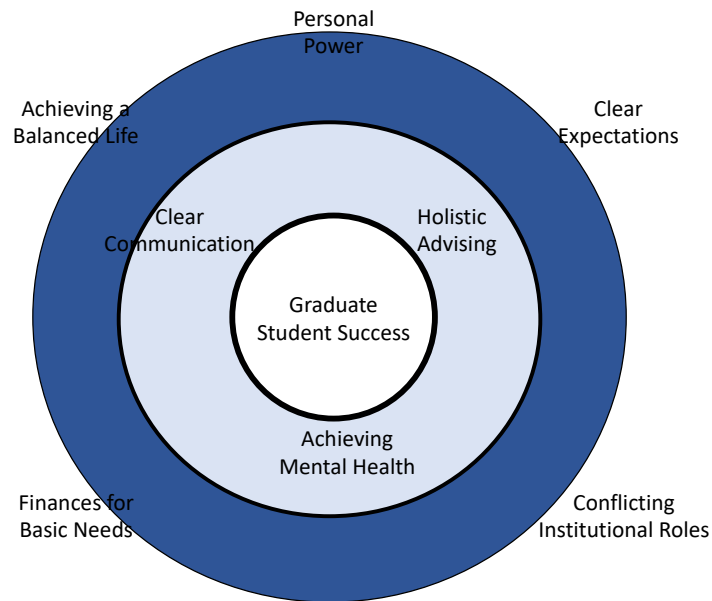 Personal
Power
Achieving a
Balanced Life
Clear
Expectations
Clear
Communication
Holistic
Advising
Graduate
Student Success
Achieving
Mental Health
Finances for
Basic Needs
Conflicting
Institutional Roles